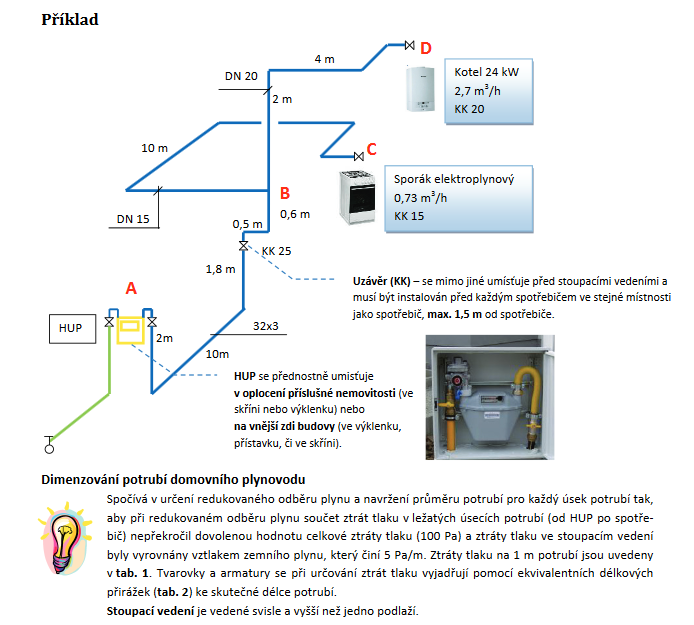 Příklad
D
4 m
DN 20
Kotel 24 kW
2,7 m³/h
KK 20
2 m
10 m
C
Sporák elektroplynový
0,73 m³/h
KK 15
B
DN 15
0,6 m
0,5 m
KK 25
1,8 m
Uzávěr (KK) – se mimo jiné umísťuje před stoupacími vedeními a
musí být instalován před každým spotřebičem ve stejné místnosti
jako spotřebič, max. 1,5 m od spotřebiče.
A
HUP
2m
32x3
10m
HUP se přednostně umisťuje
v oplocení příslušné nemovitosti (ve
skříni nebo výklenku) nebo
na vnější zdi budovy (ve výklenku,
přístavku, či ve skříni).
Dimenzování potrubí domovního plynovodu
Spočívá v určení redukovaného odběru plynu a navržení průměru potrubí pro každý úsek potrubí tak,
aby při redukovaném odběru plynu součet ztrát tlaku v ležatých úsecích potrubí (od HUP po spotře-
bič) nepřekročil dovolenou hodnotu celkové ztráty tlaku (100 Pa) a ztráty tlaku ve stoupacím vedení
byly vyrovnány vztlakem zemního plynu, který činí 5 Pa/m. Ztráty tlaku na 1 m potrubí jsou uvedeny
v tab. 1. Tvarovky a armatury se při určování ztrát tlaku vyjadřují pomocí ekvivalentních délkových
přirážek (tab. 2) ke skutečné délce potrubí.
Stoupací vedení je vedené svisle a vyšší než jedno podlaží.